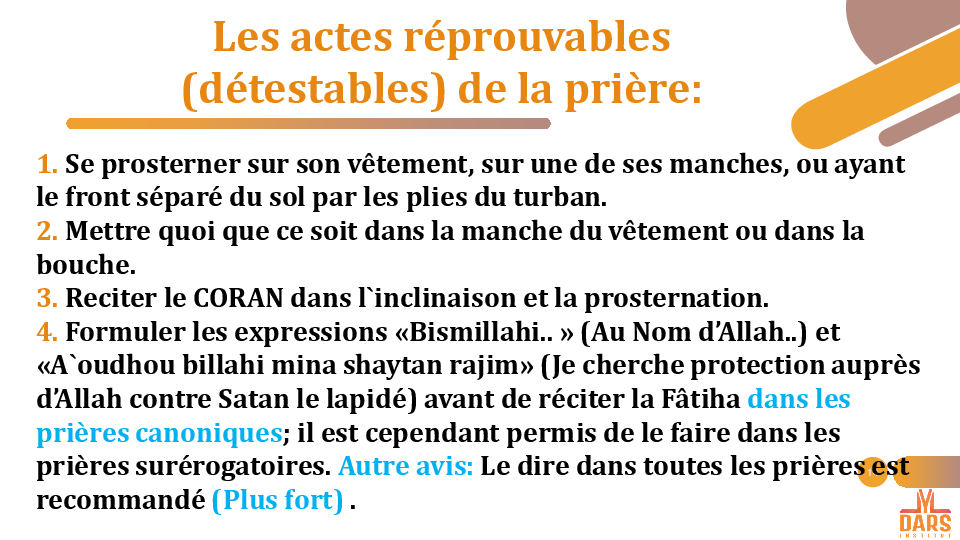 Les actes réprouvables
(détestables) de la prière:
1. Se prosterner sur son vêtement, sur une de ses manches, ou ayant
le front séparé du sol par les plies du turban.
2. Mettre quoi que ce soit dans la manche du vêtement ou dans la
bouche.
3. Reciter le CORAN dans l`inclinaison et la prosternation.
4. Formuler les expressions «Bismillahi.. » (Au Nom d’Allah..) et
«A`oudhou billahi mina shaytan rajim» (Je cherche protection auprès
d’Allah contre Satan le lapidé) avant de réciter la Fâtiha dans les
prières canoniques; il est cependant permis de le faire dans les
prières surérogatoires. Autre avis: Le dire dans toutes les prières est
recommandé (Plus fort) .
DARS
INSTITUT